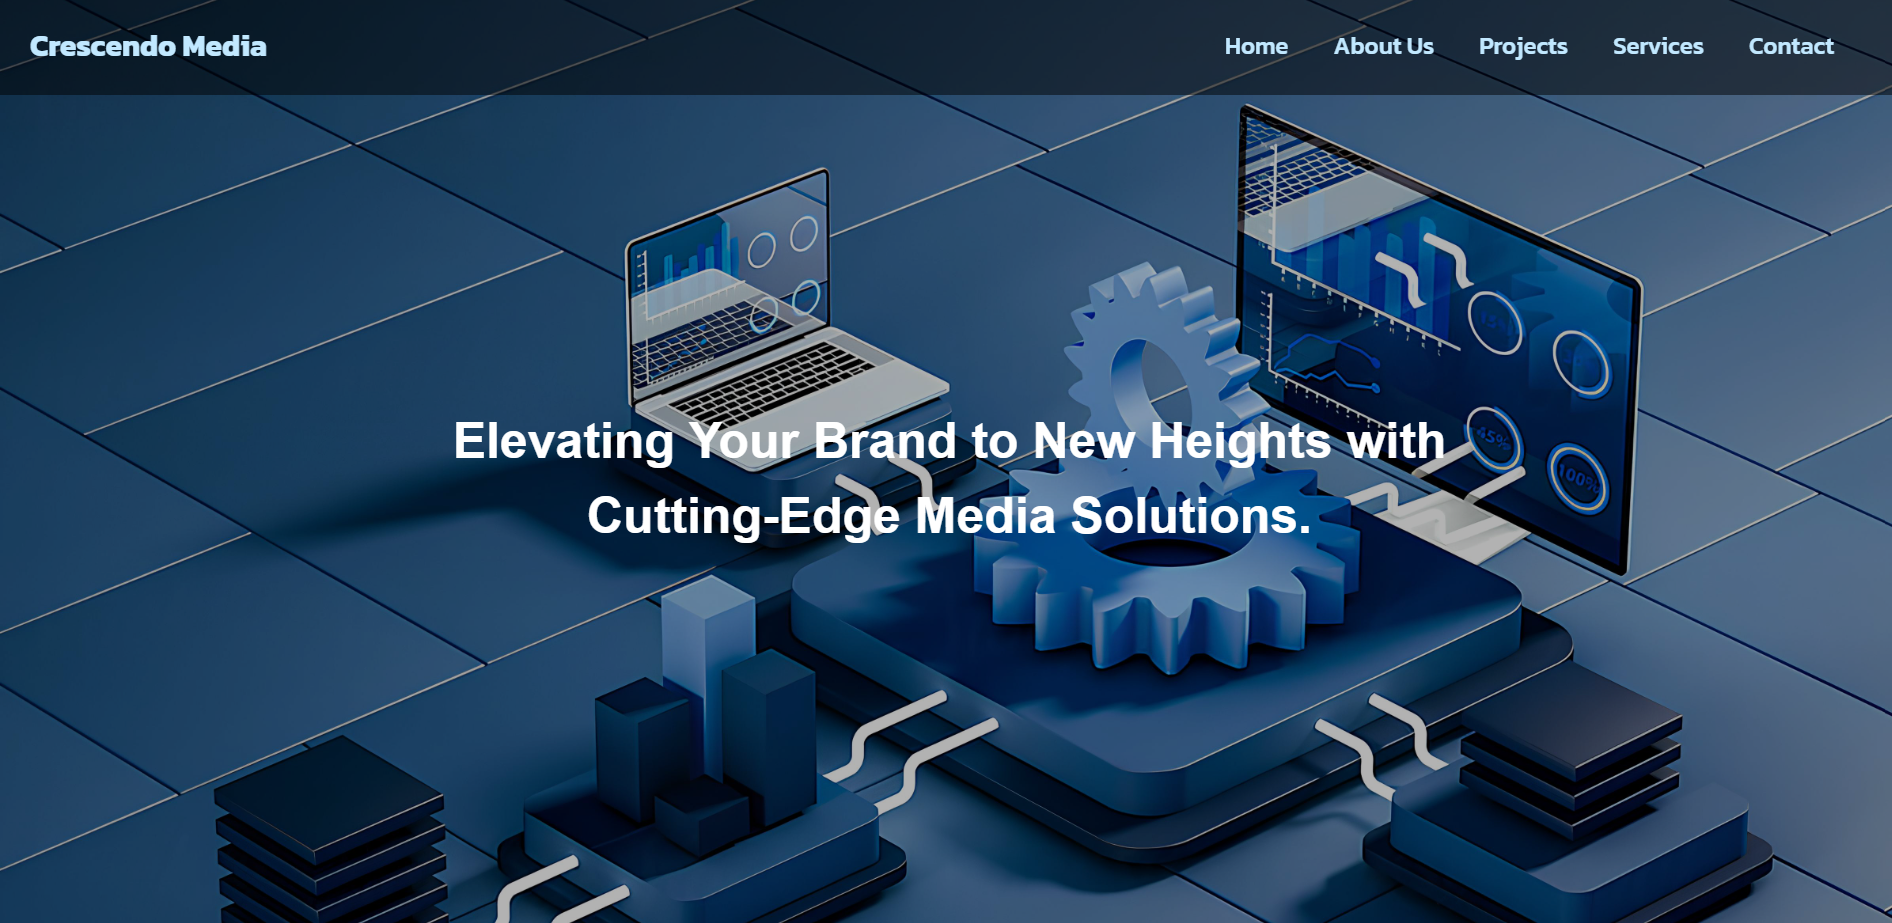 Crescendo Media
Home About Us Projects Services Contact
Elevating Your Brand to New Heights with
Cutting-Edge Media Solutions.
45%
100%